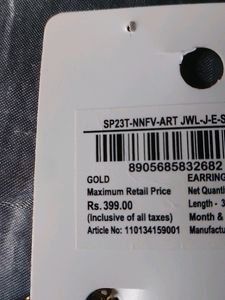 SP23T-NNFV-ART JWL-J-E-S
8905685832682
GOLD EARRING
Maximum Retail Price Net Quanti
Rs. 399.00 Length - 3
(Inclusive of all taxes) Month &
Article No: 110134159001 Manufactu